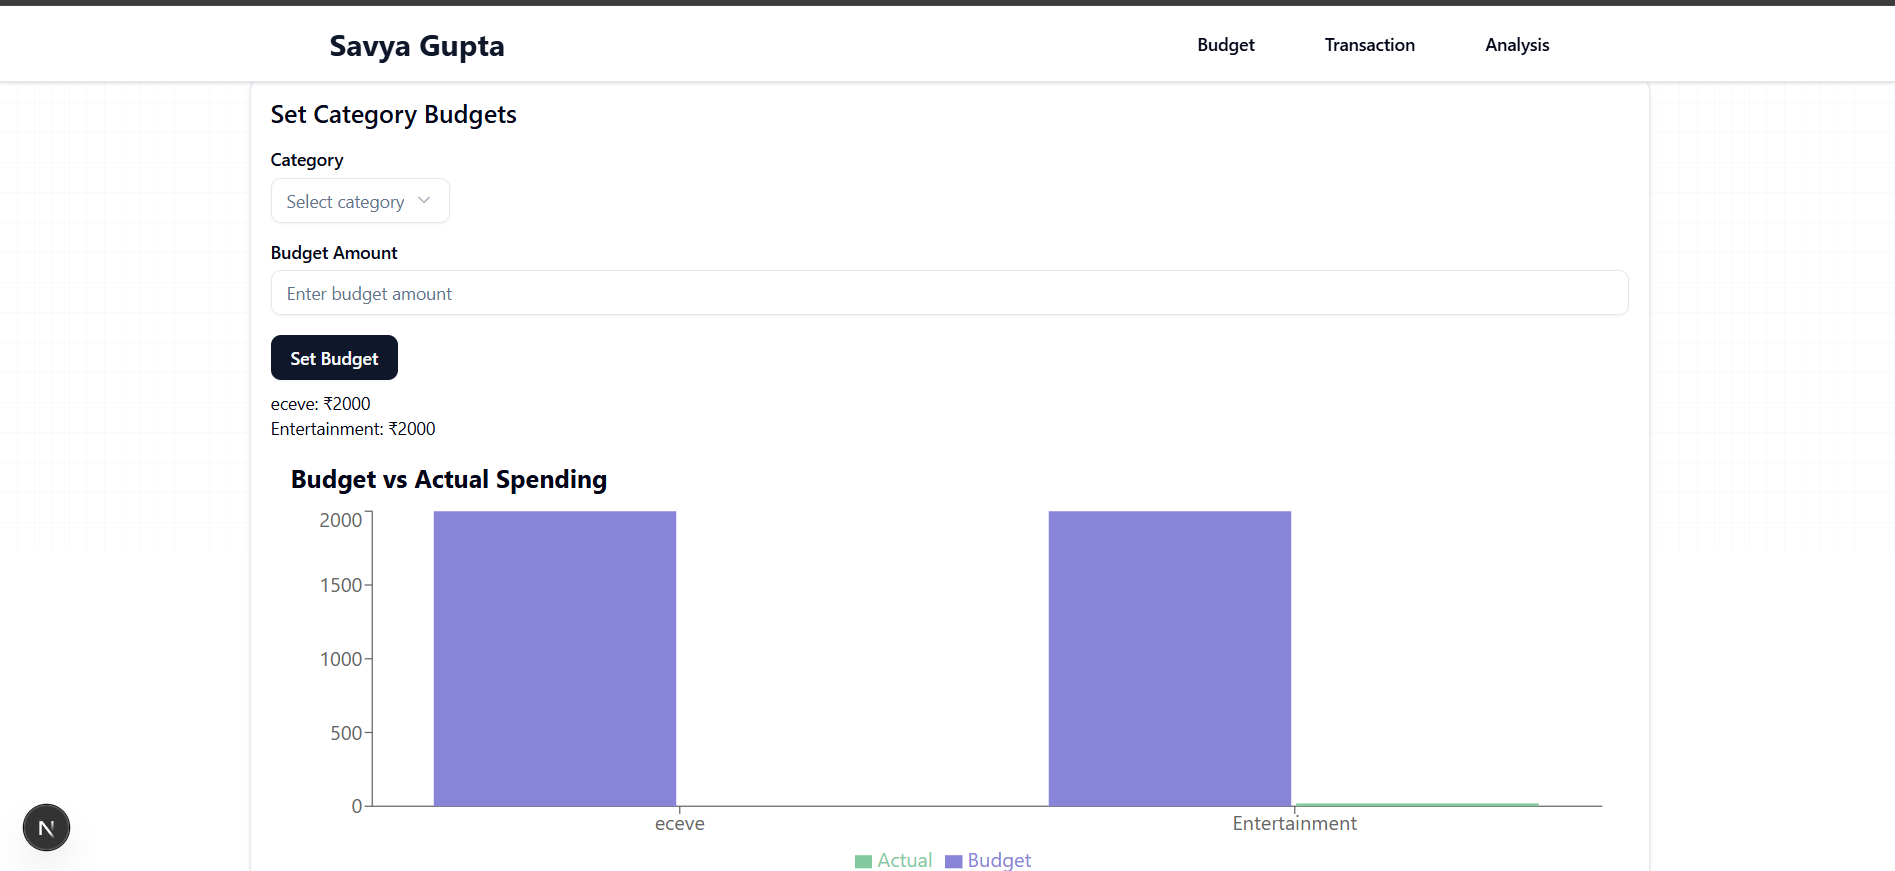 Savya Gupta
Budget
Transaction
Analysis
Set Category Budgets
Category
Select category
Budget Amount
Enter budget amount
Set Budget
eceve: ₹2000
Entertainment: ₹2000
Budget vs Actual Spending
2000
1500
1000
500
0
eceve
Entertainment
Actual
Budget
N